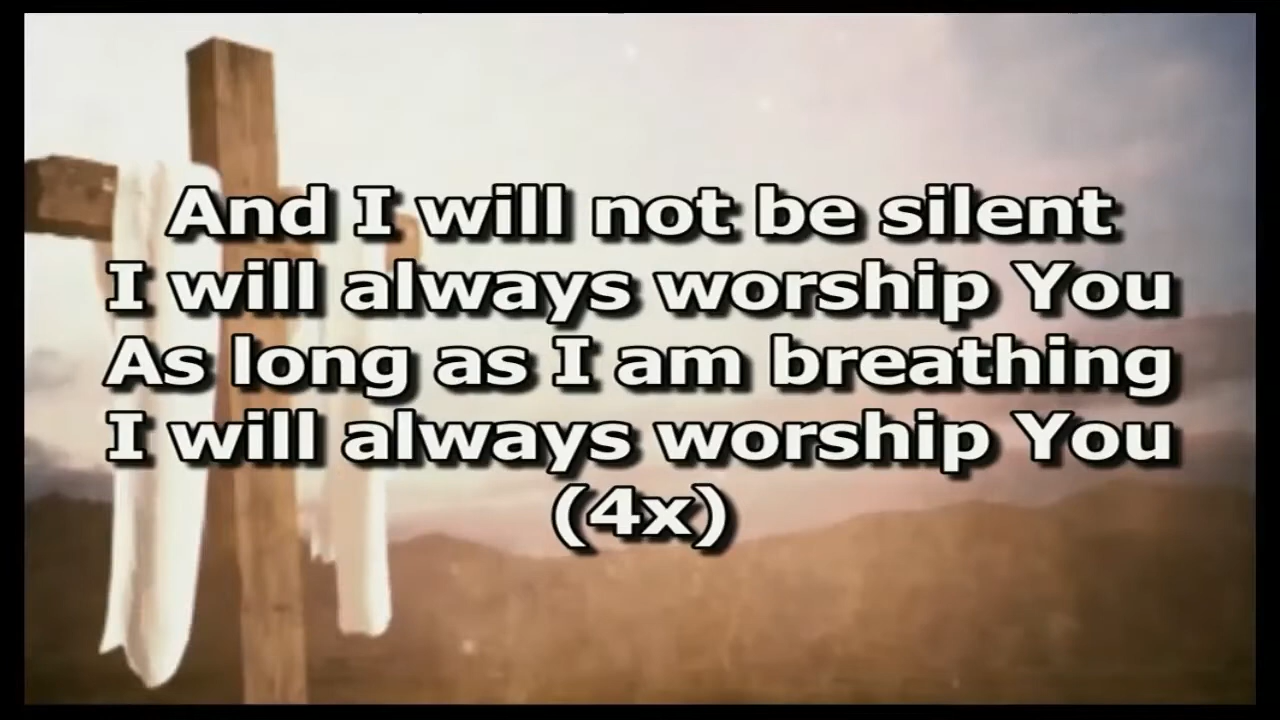 And I will not be silent
I will always worship You
As long as I am breathing
I will always worship You
(4x)